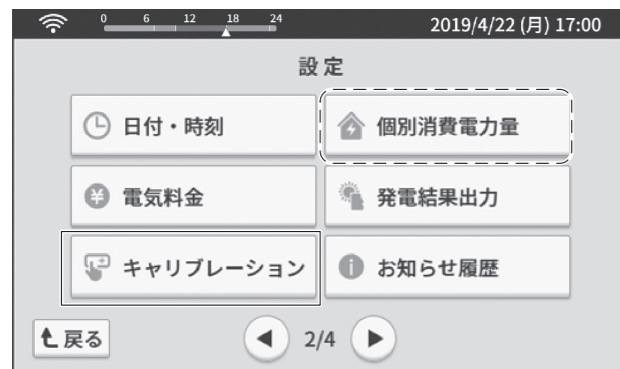 0 6 12 18 24 2019/4/22 (月) 17:00
設定
日付・時刻 個別消費電力量
電気料金 発電結果出力
キャリブレーション お知らせ履歴
戻る 2/4